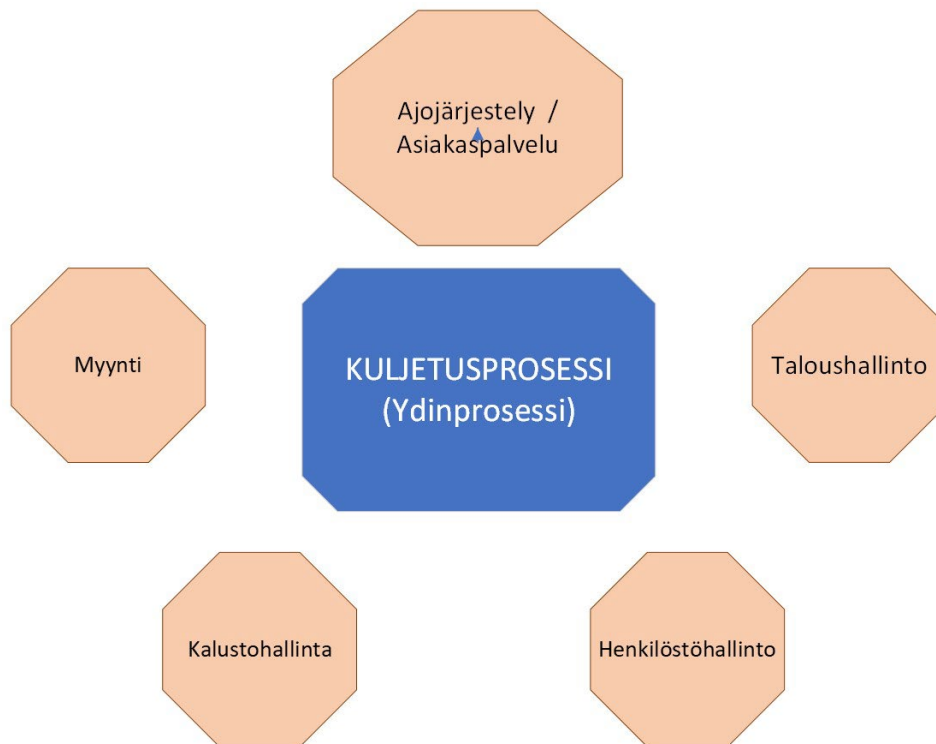 Ajojärjestely /
Asiakaspalvelu
Myynti
KULJETUSPROSESSI
(Ydinprosessi)
Taloushallinto
Kalustohallinta
Henkilöstöhallinto